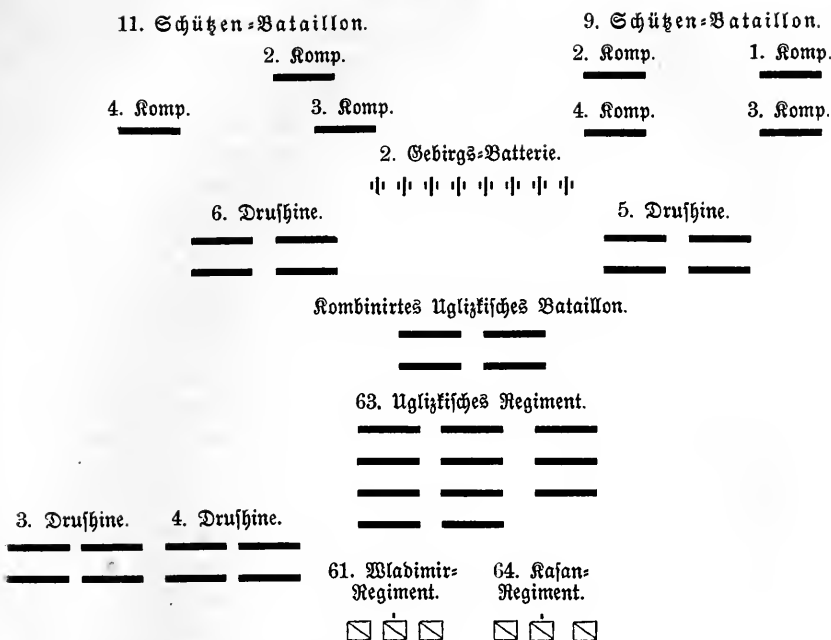 11. Schützen-Bataillon.
9. Schützen-Bataillon.
2. Komp.
2. Komp.
1. Komp.
4. Komp.
3. Komp.
4. Komp.
3. Komp.
2. Gebirgs-Batterie.
6. Drushine.
5. Drushine.
Kombinirtes Uglizkisches Bataillon.
63. Uglizkisches Regiment.
3. Drushine.
4. Drushine.
61. Wladimir-
Regiment.
64. Kasan-
Regiment.